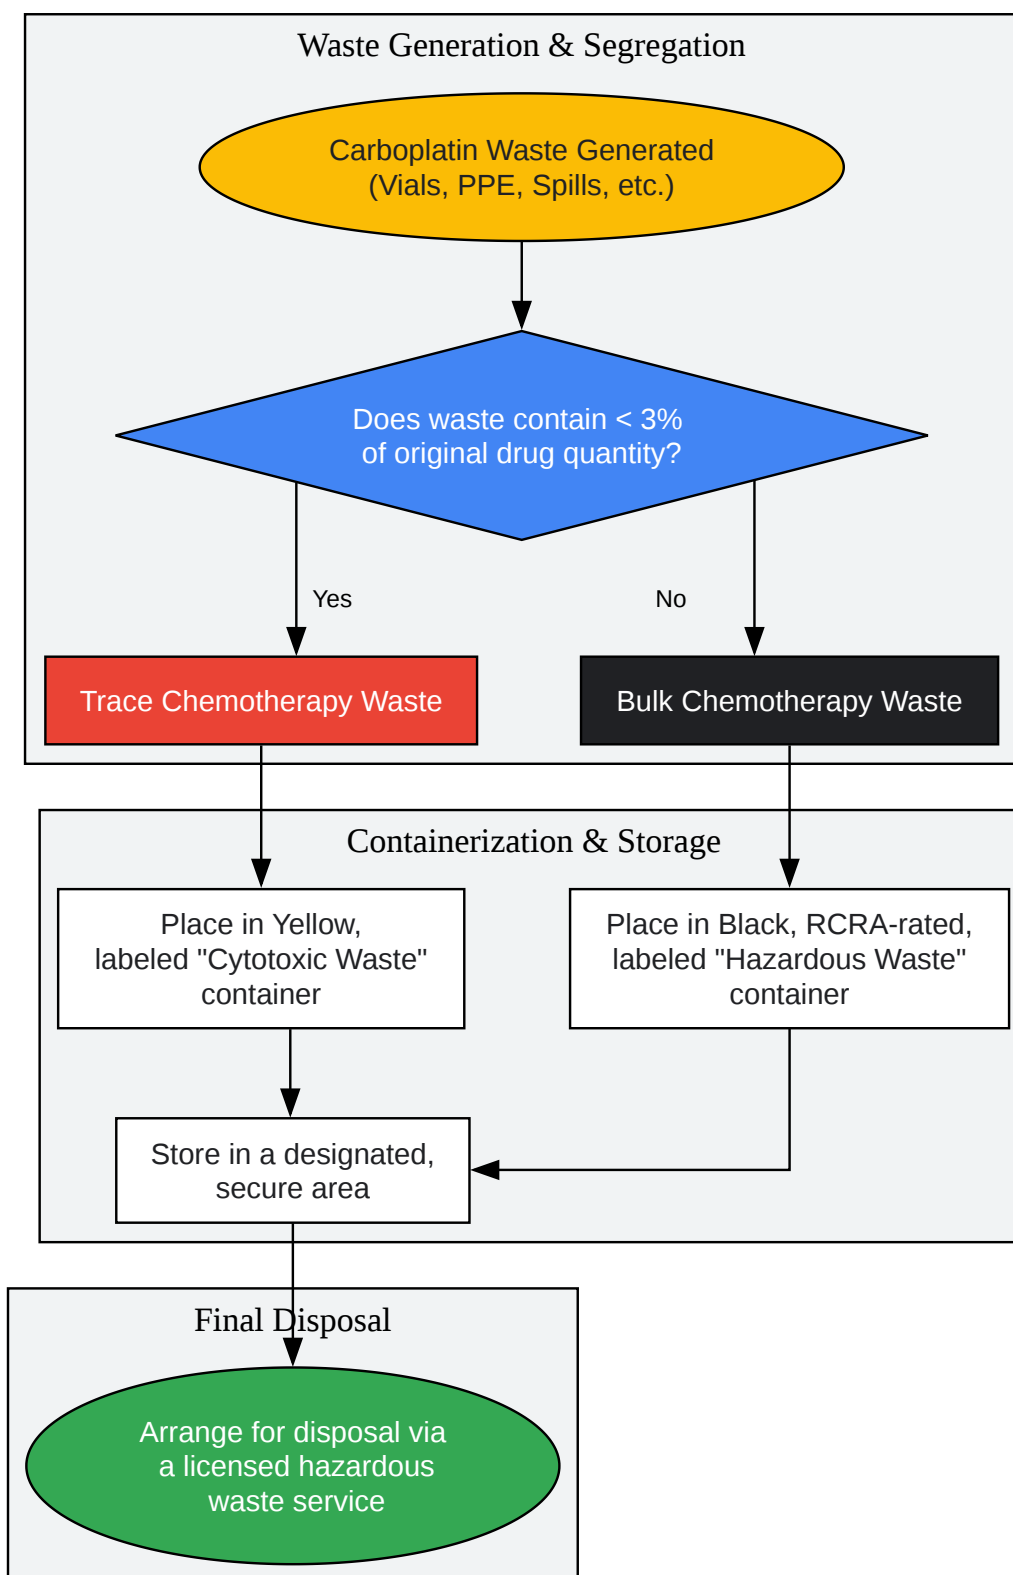 Waste Generation & Segregation
Carboplatin Waste Generated
(Vials, PPE, Spills, etc.)
Does waste contain < 3%
of original drug quantity?
Yes
No
Trace Chemotherapy Waste
Bulk Chemotherapy Waste
Containerization & Storage
Place in Yellow,
labeled "Cytotoxic Waste"
container
Place in Black, RCRA-rated,
labeled "Hazardous Waste"
container
Store in a designated,
secure area
Final Disposal
Arrange for disposal via
a licensed hazardous
waste service